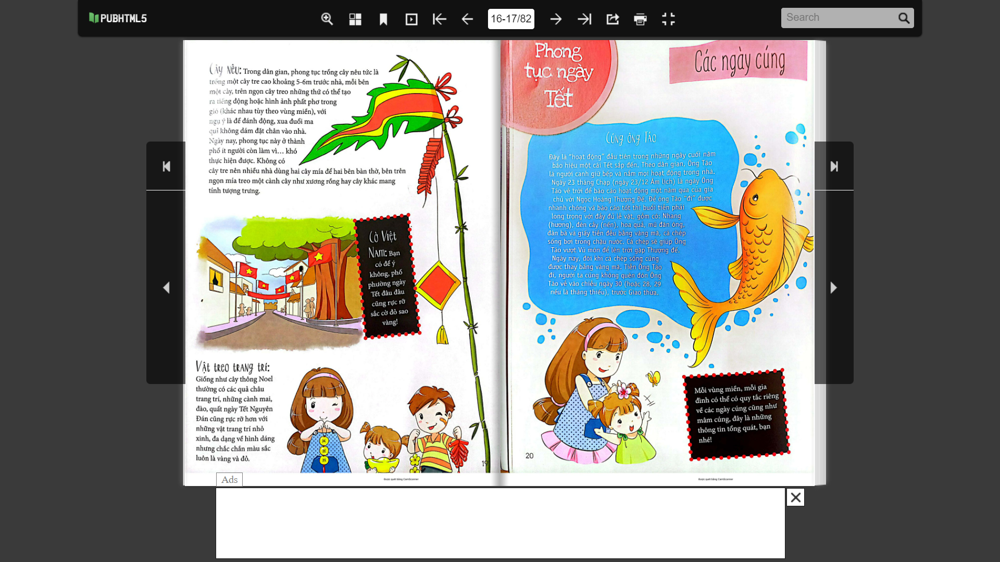 PUBHTML5
16-17/82
Search
Cây nêu: Trong dân gian, phong tục trồng cây nêu tức là
trồng một cây tre cao khoảng 5-6m trước nhà, mỗi bên
một cây, trên ngọn cây treo những thứ có thể tạo
ra tiếng động hoặc hình ảnh phất phơ trong
gió (khác nhau tùy theo vùng miền), với
ngụ ý là để đánh động, xua đuổi ma
quỉ không dám đặt chân vào nhà.
Ngày nay, phong tục này ở thành
phố ít người còn làm vì... khó
thực hiện được. Không có
cây tre nên nhiều nhà dùng hai cây mía để hai bên bàn thờ, bên trên
ngọn mía treo một cành cây như xương rồng hay cây khác mang
tính tượng trưng.
Cờ Việt
Nam: Bạn
có để ý
không, phố
phường ngày
Tết đâu đâu
cũng rực rỡ
sắc cờ đỏ sao
vàng!
Vật treo trang trí:
Giống như cây thông Noel
thường có các quả châu
trang trí, những cành mai,
đào, quất ngày Tết Nguyên
Đán cũng rực rỡ hơn với
những vật trang trí nhỏ
xinh, đa dạng về hình dáng
nhưng chắc chắn màu sắc
luôn là vàng và đỏ.
19
Được quét bằng CamScanner
Phong
tục ngày
Tết
Các ngày cúng
Cúng ông Táo
Đây là “hoạt động” đầu tiên trong những ngày cuối năm
báo hiệu một cái Tết sắp đến. Theo dân gian, Ông Táo
là người canh giữ bếp và nắm mọi hoạt động trong nhà.
Ngày 23 tháng Chạp (ngày 23/12 Âm lịch) là ngày Ông
Táo về trời để báo cáo hoạt động một năm qua của gia
chủ với Ngọc Hoàng Thượng Đế. Để ông Táo “đi” được
nhanh chóng và báo cáo tốt thì buổi tiễn phải
long trọng với đầy đủ lễ vật, gồm có: Nhang
(hương), đèn cầy (nến), hoa quả, mũ đàn ông,
đàn bà và giấy tiền đều bằng vàng mã, cá chép
sống bơi trong chậu nước. Cá chép sẽ giúp Ông
Táo vượt Vũ môn để lên trời gặp Thượng đế.
Ngày nay, đôi khi cá chép sống cũng
được thay bằng vàng mã. Tiễn Ông Táo
đi, người ta cũng không quên đón Ông
Táo về vào chiều ngày 30 (hoặc 28, 29
nếu là tháng thiếu), trước Giao thừa.
Mỗi vùng miền, mỗi gia
đình có thể có quy tắc riêng
về các ngày cúng cũng như
mâm cúng, đây là những
thông tin tổng quát, bạn
nhé!
20
Được quét bằng CamScanner
Ads